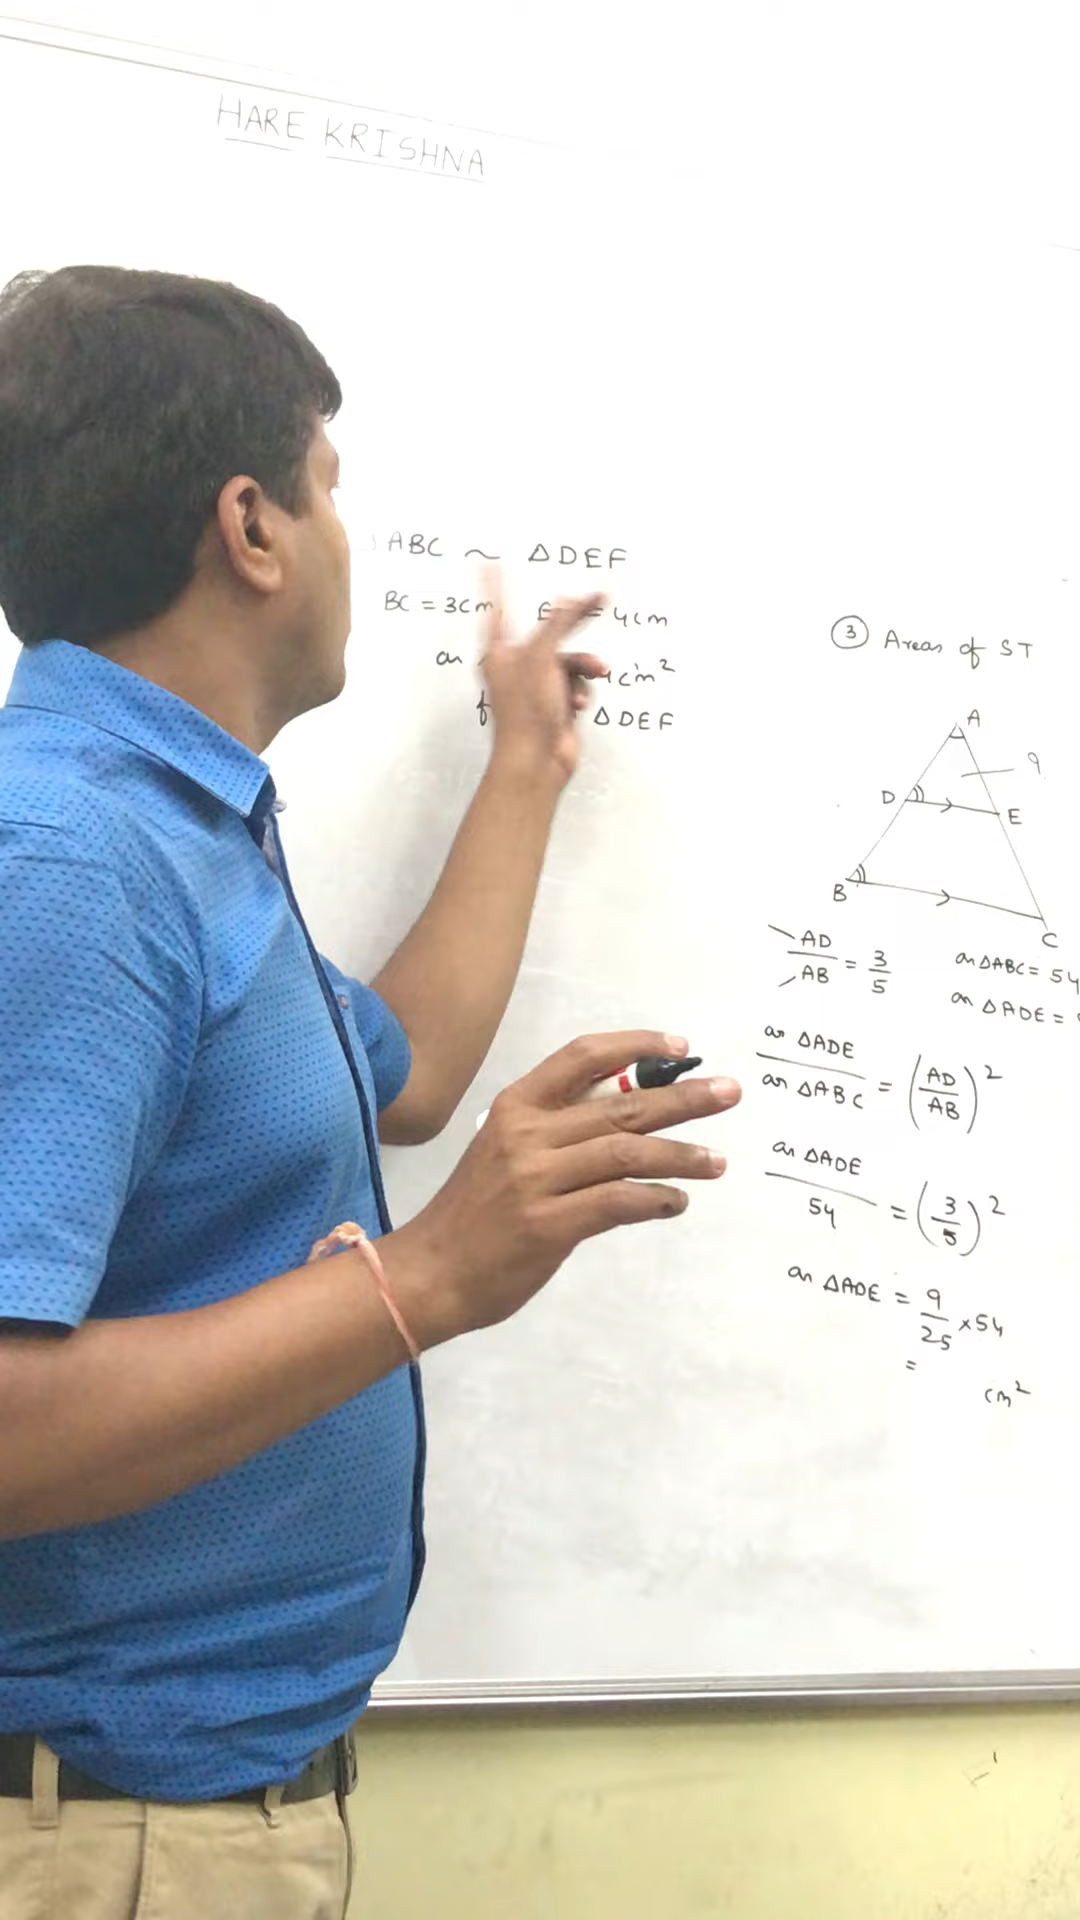 HARE KRISHNA
ABC ~ ΔDEF
BC = 3cm, E = 4cm
ar 4cm²
ΔDEF
③ Areas of ST
A
9
D
E
B
C
AD/AB = 3/5
ar ΔABC = 54
ar ΔADE =
ar ΔADE / ar ΔABC = (AD/AB)²
ar ΔADE / 54 = (3/5)²
ar ΔADE = 9/25 × 54
= cm²